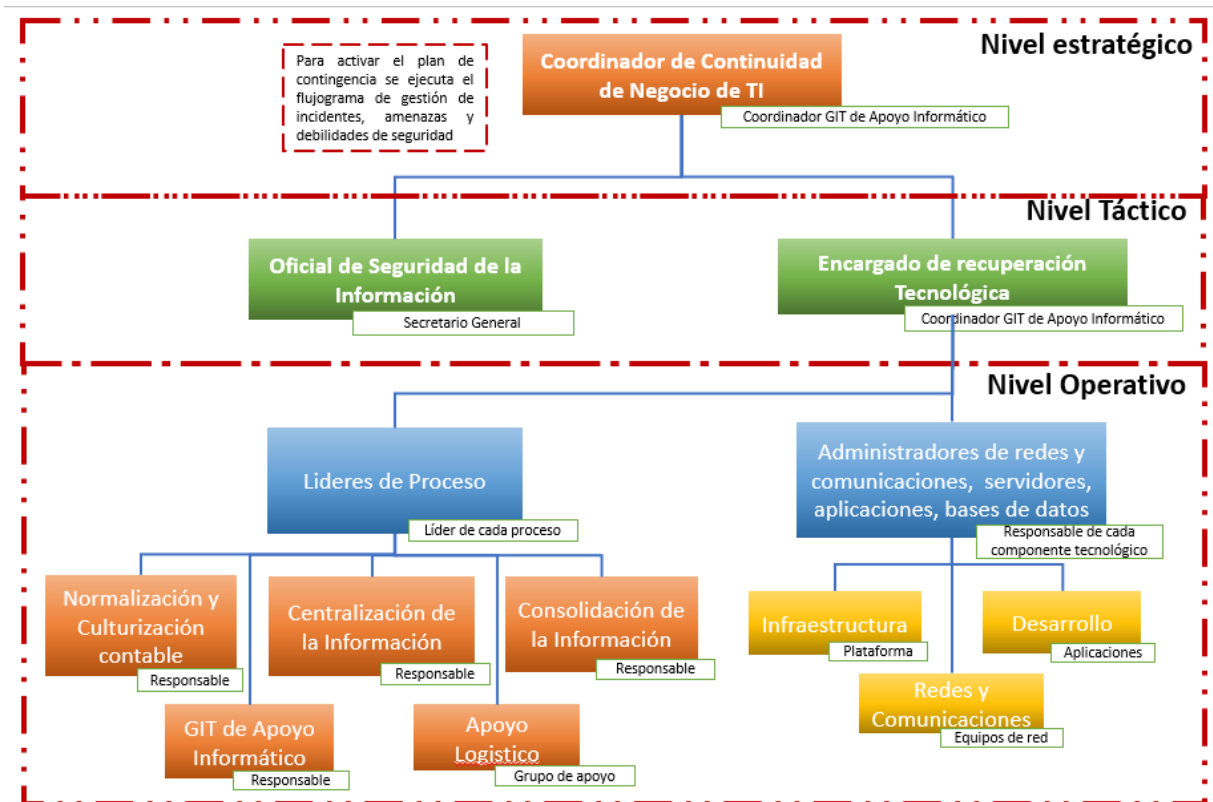 Nivel estratégico
Para activar el plan de
contingencia se ejecuta el
flujograma de gestión de
incidentes, amenazas y
debilidades de seguridad
Coordinador de Continuidad
de Negocio de TI
Coordinador GIT de Apoyo Informático
Nivel Táctico
Oficial de Seguridad de la
Información
Secretario General
Encargado de recuperación
Tecnológica
Coordinador GIT de Apoyo Informático
Nivel Operativo
Lideres de Proceso
Líder de cada proceso
Administradores de redes y
comunicaciones, servidores,
aplicaciones, bases de datos
Responsable de cada
componente tecnológico
Normalización y
Culturización
contable
Responsable
Centralización de
la Información
Responsable
Consolidación de
la Información
Responsable
Infraestructura
Plataforma
Desarrollo
Aplicaciones
GIT de Apoyo
Informático
Responsable
Apoyo
Logistico
Grupo de apoyo
Redes y
Comunicaciones
Equipos de red